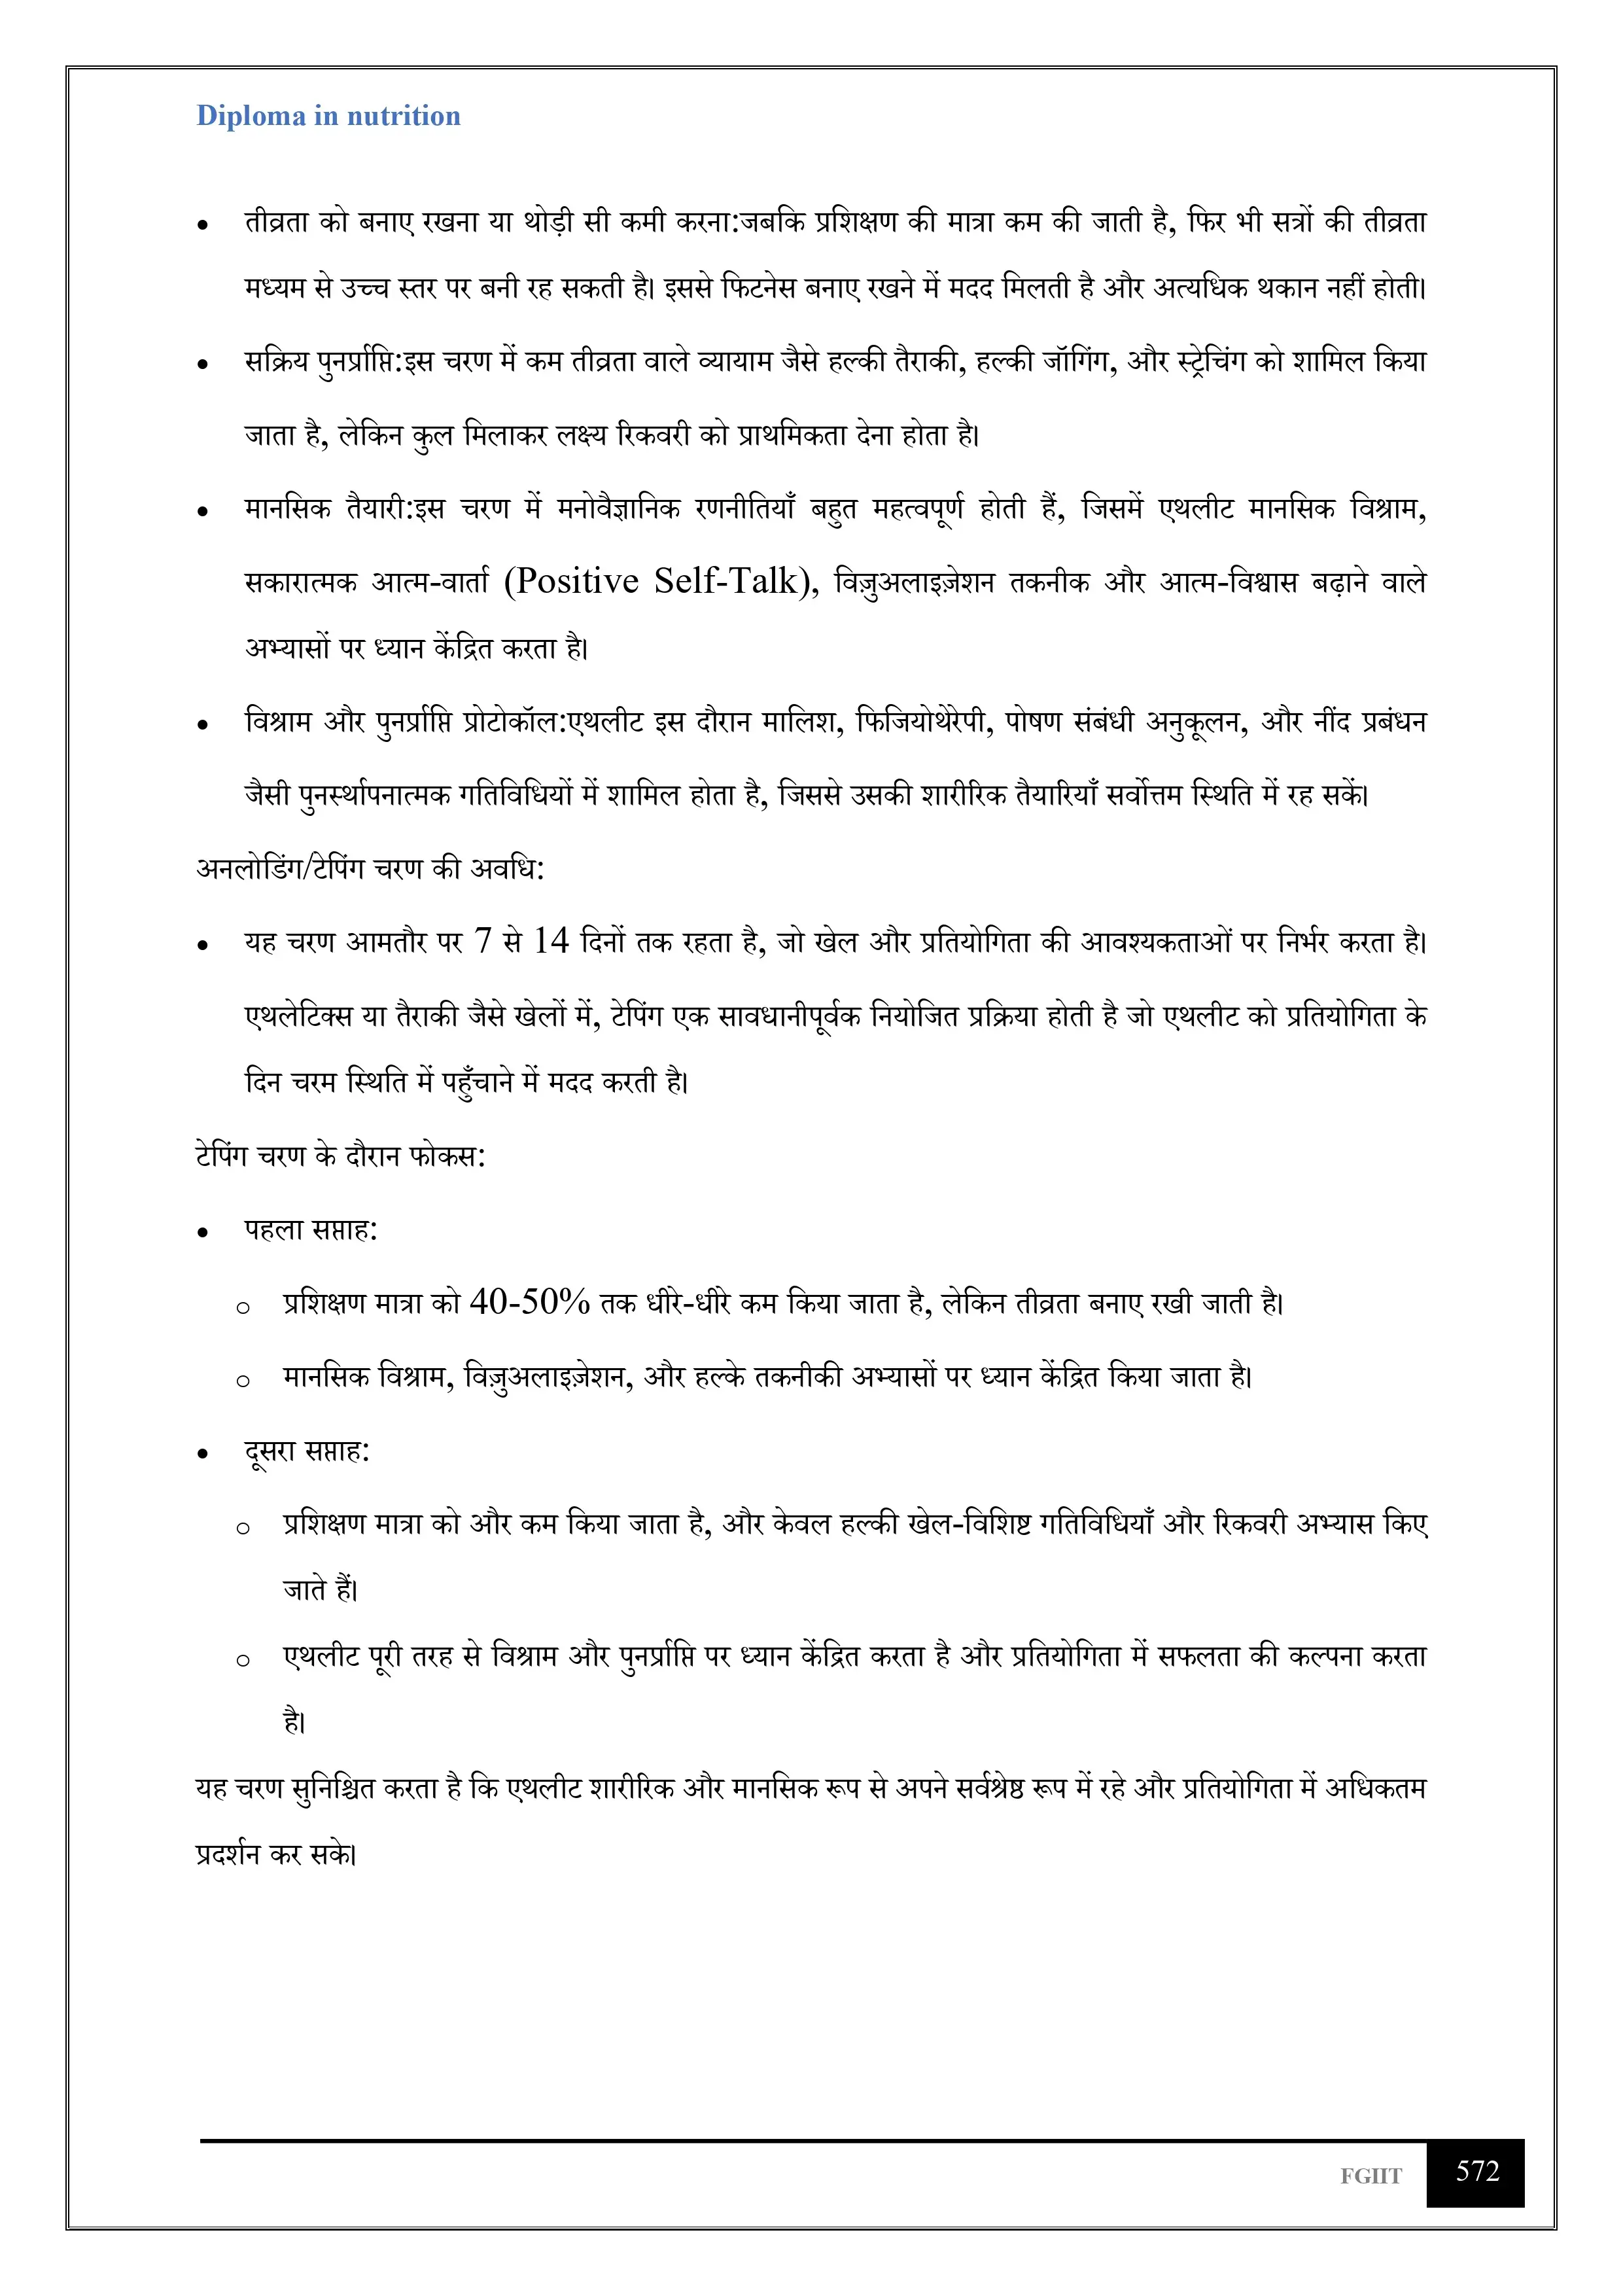 Diploma in nutrition
• तीव्रता को बनाए रखना या थोड़ी सी कमी करना:जबकि प्रशिक्षण की मात्रा कम की जाती है, फिर भी सत्रों की तीव्रता
मध्यम से उच्च स्तर पर बनी रह सकती है। इससे फिटनेस बनाए रखने में मदद मिलती है और अत्यधिक थकान नहीं होती।
• सक्रिय पुनर्प्राप्ति:इस चरण में कम तीव्रता वाले व्यायाम जैसे हल्की तैराकी, हल्की जॉगिंग, और स्ट्रेचिंग को शामिल किया
जाता है, लेकिन कुल मिलाकर लक्ष्य रिकवरी को प्राथमिकता देना होता है।
• मानसिक तैयारी:इस चरण में मनोवैज्ञानिक रणनीतियाँ बहुत महत्वपूर्ण होती हैं, जिसमें एथलीट मानसिक विश्राम,
सकारात्मक आत्म-वार्ता (Positive Self-Talk), विज़ुअलाइज़ेशन तकनीक और आत्म-विश्वास बढ़ाने वाले
अभ्यासों पर ध्यान केंद्रित करता है।
• विश्राम और पुनर्प्राप्ति प्रोटोकॉल:एथलीट इस दौरान मालिश, फिजियोथेरेपी, पोषण संबंधी अनुकूलन, और नींद प्रबंधन
जैसी पुनर्स्थापनात्मक गतिविधियों में शामिल होता है, जिससे उसकी शारीरिक तैयारियाँ सर्वोत्तम स्थिति में रह सकें।
अनलोडिंग/टेपिंग चरण की अवधि:
• यह चरण आमतौर पर 7 से 14 दिनों तक रहता है, जो खेल और प्रतियोगिता की आवश्यकताओं पर निर्भर करता है।
एथलेटिक्स या तैराकी जैसे खेलों में, टेपिंग एक सावधानीपूर्वक नियोजित प्रक्रिया होती है जो एथलीट को प्रतियोगिता के
दिन चरम स्थिति में पहुँचाने में मदद करती है।
टेपिंग चरण के दौरान फोकस:
• पहला सप्ताह:
o प्रशिक्षण मात्रा को 40-50% तक धीरे-धीरे कम किया जाता है, लेकिन तीव्रता बनाए रखी जाती है।
o मानसिक विश्राम, विज़ुअलाइज़ेशन, और हल्के तकनीकी अभ्यासों पर ध्यान केंद्रित किया जाता है।
• दूसरा सप्ताह:
o प्रशिक्षण मात्रा को और कम किया जाता है, और केवल हल्की खेल-विशिष्ट गतिविधियाँ और रिकवरी अभ्यास किए
जाते हैं।
o एथलीट पूरी तरह से विश्राम और पुनर्प्राप्ति पर ध्यान केंद्रित करता है और प्रतियोगिता में सफलता की कल्पना करता
है।
यह चरण सुनिश्चित करता है कि एथलीट शारीरिक और मानसिक रूप से अपने सर्वश्रेष्ठ रूप में रहे और प्रतियोगिता में अधिकतम
प्रदर्शन कर सके।
FGIIT 572